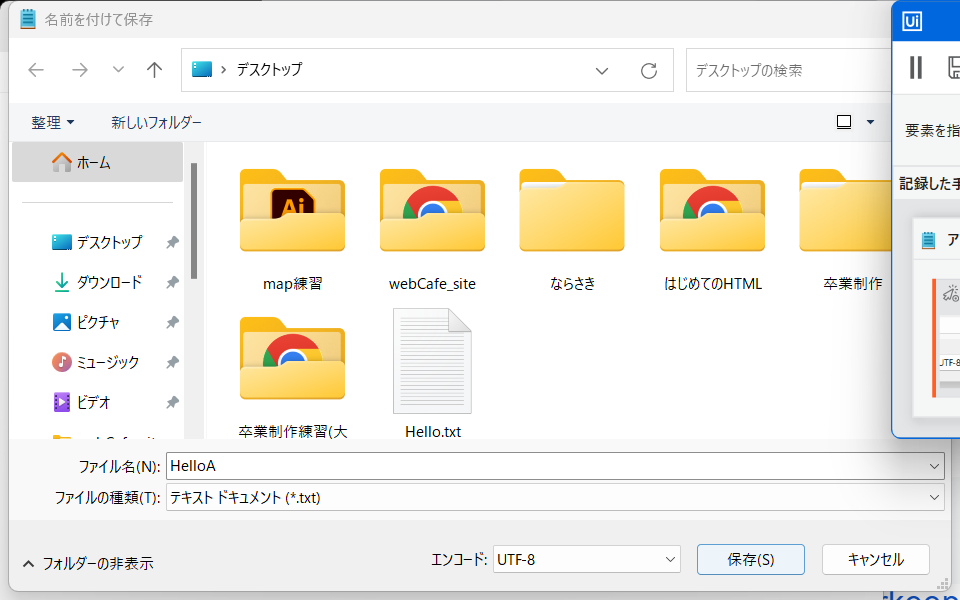 名前を付けて保存
Ui
デスクトップ
デスクトップの検索
整理
新しいフォルダー
要素を指
記録した手
ア
UTF-8
ホーム
デスクトップ
ダウンロード
ピクチャ
ミュージック
ビデオ
Ai
map練習
webCafe_site
ならさき
はじめてのHTML
卒業制作
卒業制作練習(大
Hello.txt
ファイル名(N):
HelloA
ファイルの種類(T):
テキスト ドキュメント (*.txt)
フォルダーの非表示
エンコード:
UTF-8
保存(S)
キャンセル